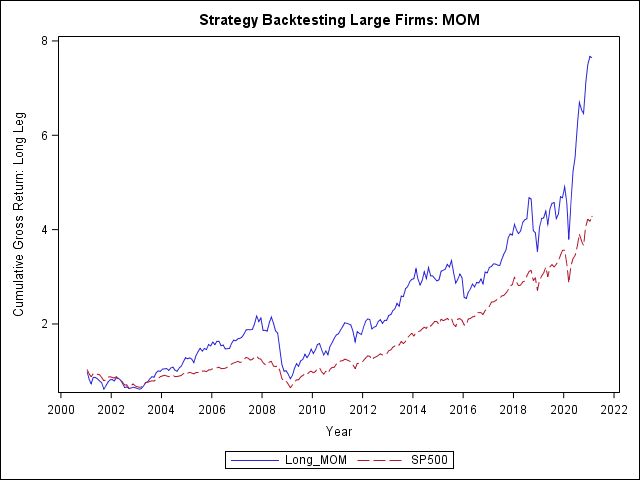 Strategy Backtesting Large Firms: MOM
Cumulative Gross Return: Long Leg
8
6
4
2
2000 2002 2004 2006 2008 2010 2012 2014 2016 2018 2020 2022
Year
Long_MOM SP500